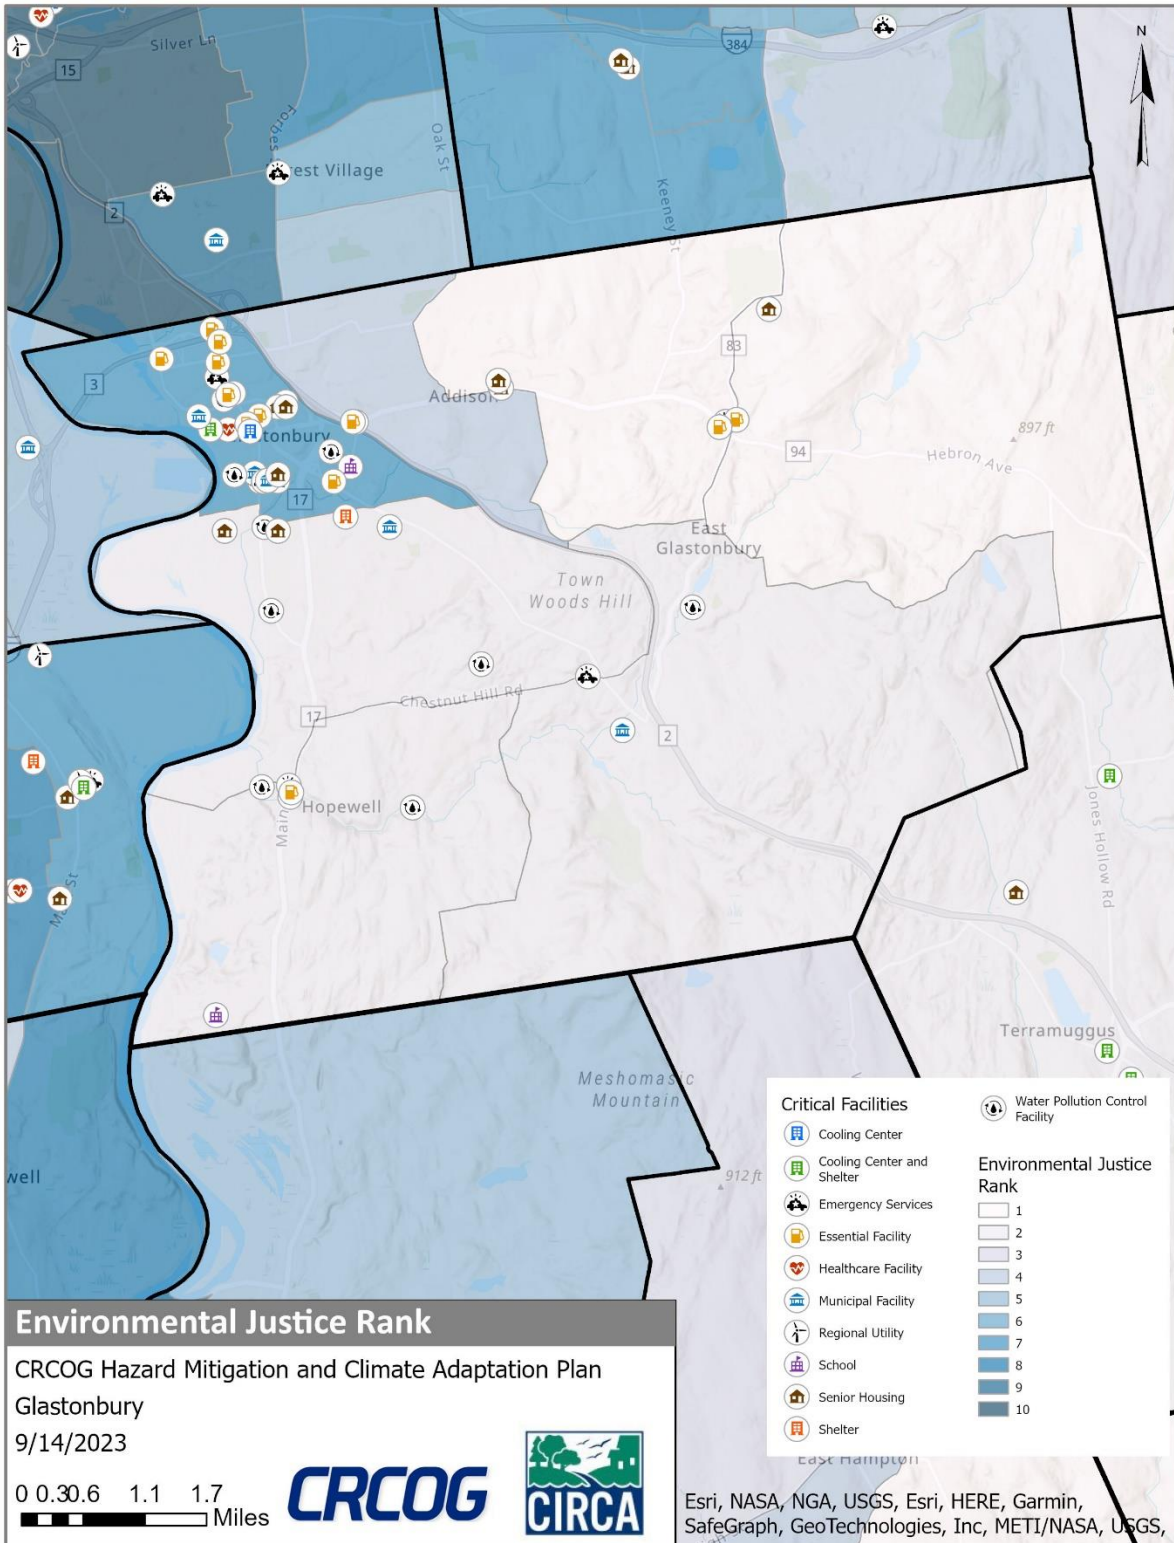 Silver Ln
15
384
N
Forbes
Oak St
rest Village
2
Keeney St
83
3
Addison
tonbury
897 ft
94
Hebron Ave
17
East
Glastonbury
Town
Woods Hill
Chestnut Hill Rd
17
2
Hopewell
Main
Jones Hollow Rd
Terramuggus
Meshomasic
Mountain
well
912 ft
Critical Facilities
Cooling Center
Cooling Center and
Shelter
Emergency Services
Essential Facility
Healthcare Facility
Municipal Facility
Regional Utility
School
Senior Housing
Shelter
Water Pollution Control
Facility
Environmental Justice
Rank
1
2
3
4
5
6
7
8
9
10
East Hampton
Environmental Justice Rank
CRCOG Hazard Mitigation and Climate Adaptation Plan
Glastonbury
9/14/2023
0 0.3 0.6 1.1 1.7
Miles
CRCOG
CIRCA
Esri, NASA, NGA, USGS, Esri, HERE, Garmin,
SafeGraph, GeoTechnologies, Inc, METI/NASA, USGS,